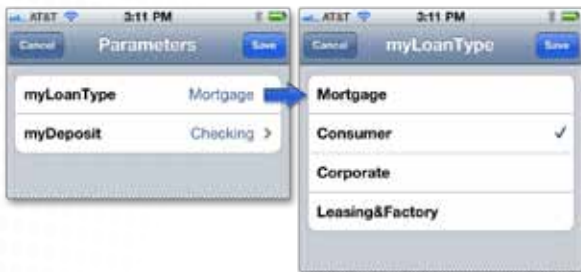 AT&T 3:11 PM
Cancel Parameters Save
myLoanType Mortgage
myDeposit Checking >
AT&T 3:11 PM
Cancel myLoanType Save
Mortgage
Consumer ✓
Corporate
Leasing&Factory